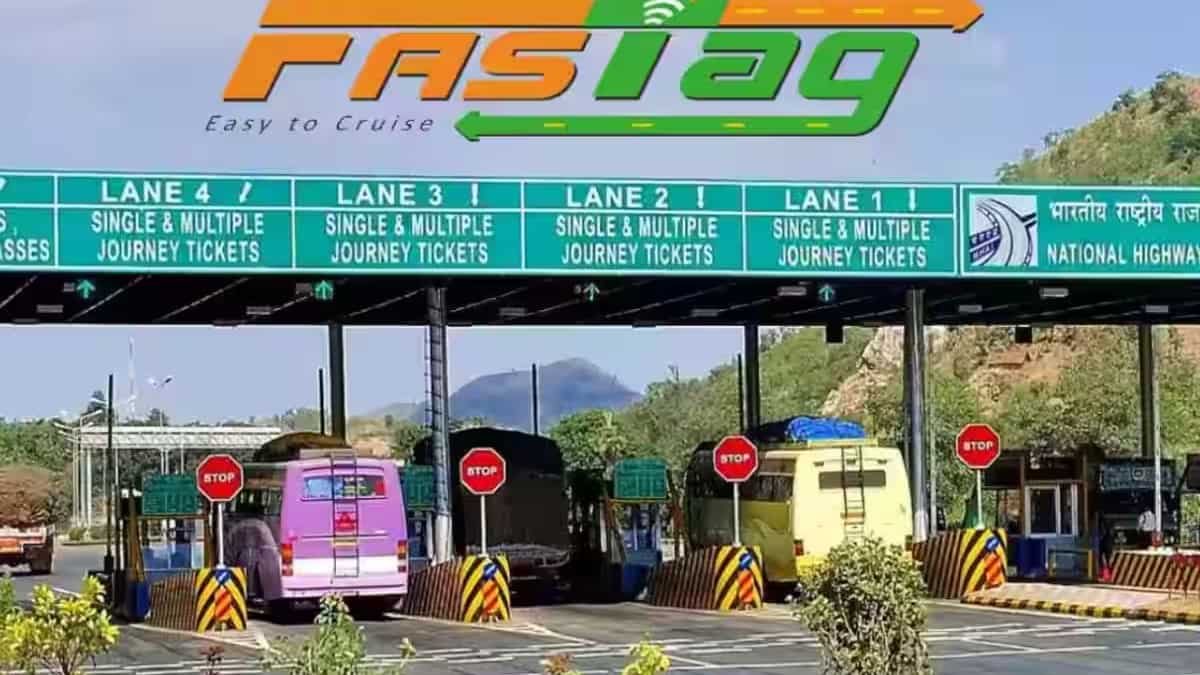 FASTag
Easy to Cruise
ASSES
LANE 4
SINGLE & MULTIPLE
JOURNEY TICKETS
LANE 3
SINGLE & MULTIPLE
JOURNEY TICKETS
LANE 2
SINGLE & MULTIPLE
JOURNEY TICKETS
LANE 1
SINGLE & MULTIPLE
JOURNEY TICKETS
भारतीय राष्ट्रीय राज
NATIONAL HIGHWAY
STOP
STOP
STOP
STOP